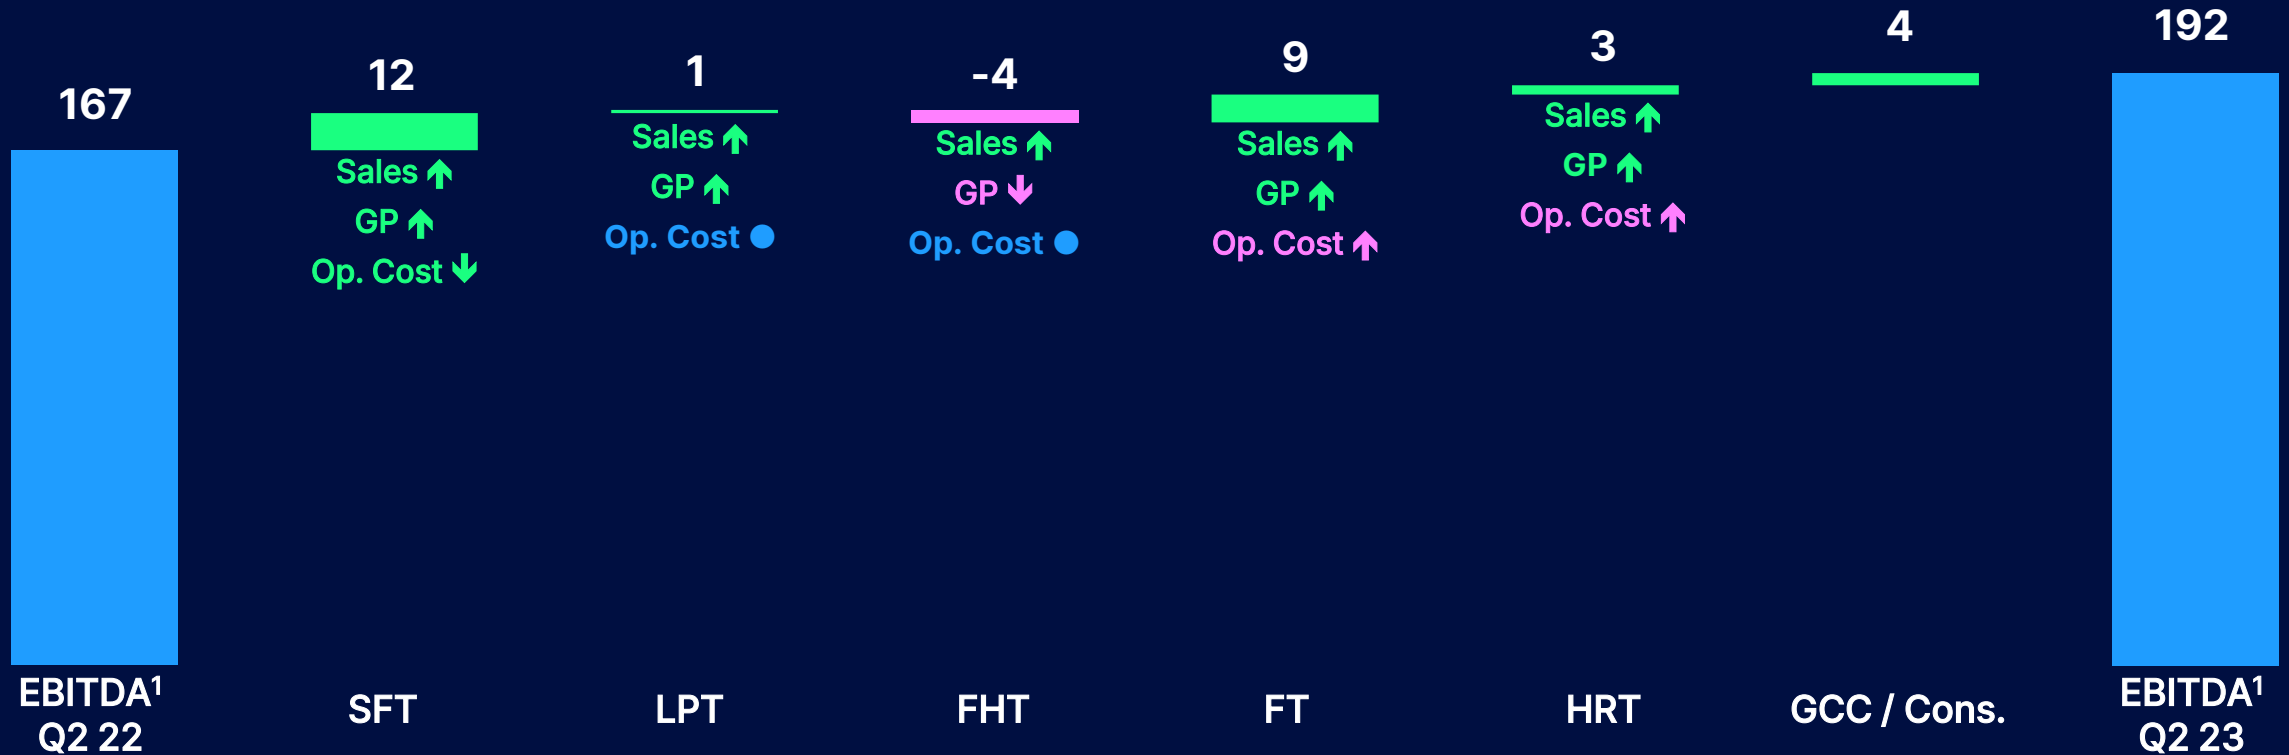 167
EBITDA¹
Q2 22
12
Sales
GP
Op. Cost
SFT
1
Sales
GP
Op. Cost
LPT
-4
Sales
GP
Op. Cost
FHT
9
Sales
GP
Op. Cost
FT
3
Sales
GP
Op. Cost
HRT
4
GCC / Cons.
192
EBITDA¹
Q2 23